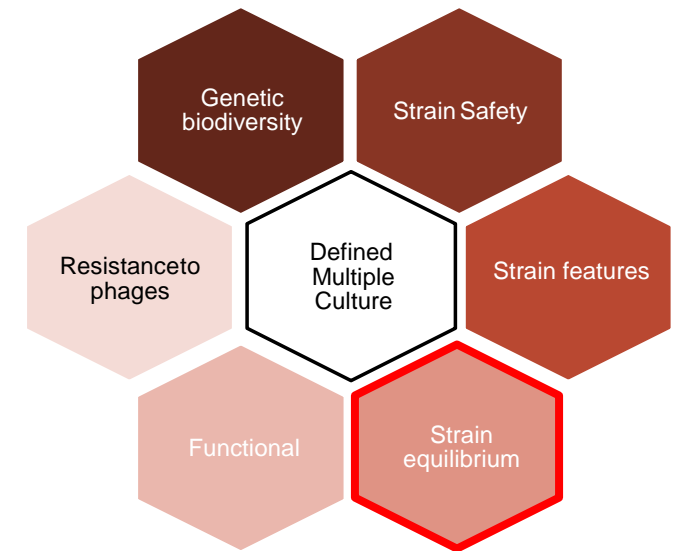 Genetic
biodiversity
Strain Safety
Resistanceto
phages
Defined
Multiple
Culture
Strain features
Functional
Strain
equilibrium